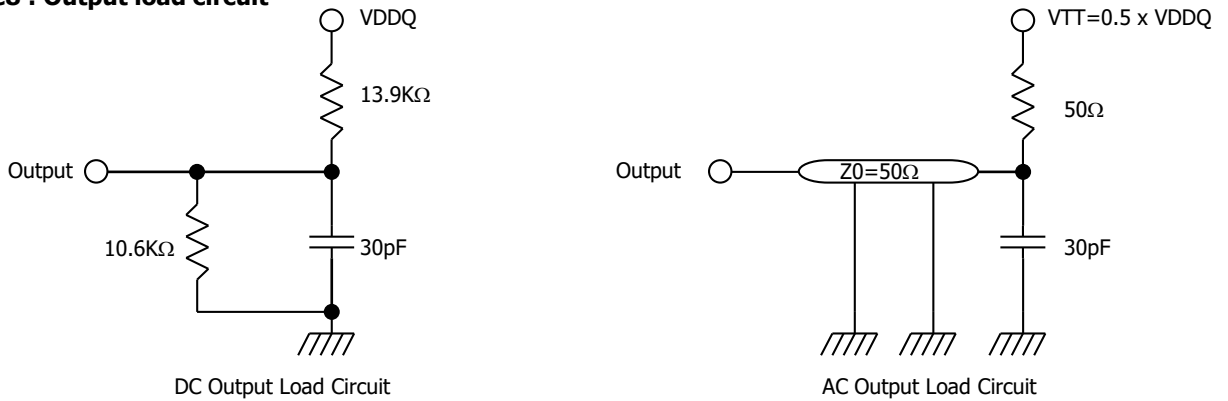 : Output load circuit
VDDQ
13.9KΩ
Output
10.6KΩ
30pF
DC Output Load Circuit
VTT=0.5 x VDDQ
50Ω
Output
Z0=50Ω
30pF
AC Output Load Circuit